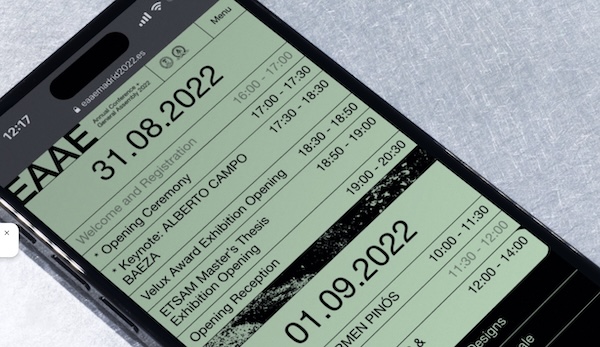 12:17
eaaemadrid2022.es
EAAE
Annual Conference
General Assembly 2022
Menu
31.08.2022
Welcome and Registration 16:00 - 17:00
* Opening Ceremony 17:00 - 17:30
* Keynote: ALBERTO CAMPO 17:30 - 18:30
BAEZA
Velux Award Exhibition Opening 18:30 - 18:50
ETSAM Master's Thesis 18:50 - 19:00
Exhibition Opening
Opening Reception 19:00 - 20:30
01.09.2022
RMEN PINÓS 10:00 - 11:30
11:30 - 12:00
12:00 - 14:00
Designs
ale
&
×